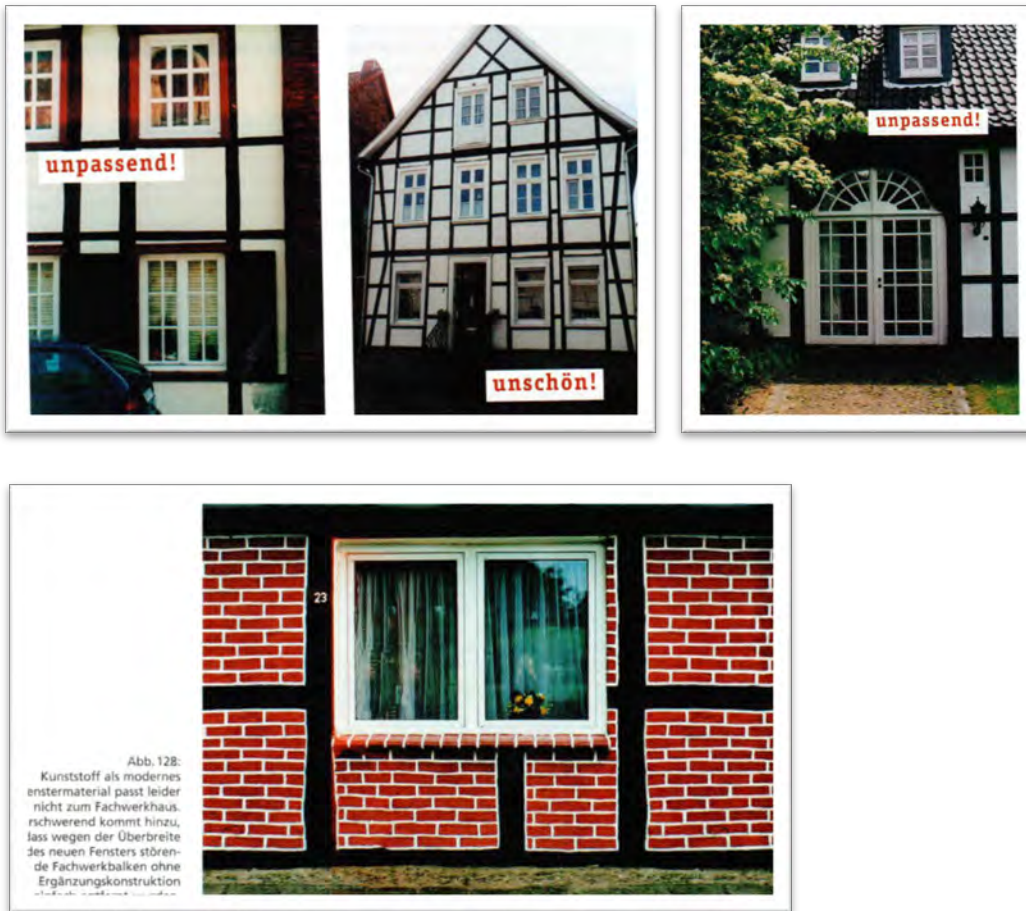 unpassend!
unschön!
unpassend!
23
Abb. 128:
Kunststoff als modernes
enstermaterial passt leider
nicht zum Fachwerkhaus.
rschwerend kommt hinzu,
dass wegen der Überbreite
des neuen Fensters stören-
de Fachwerkbalken ohne
Ergänzungskonstruktion